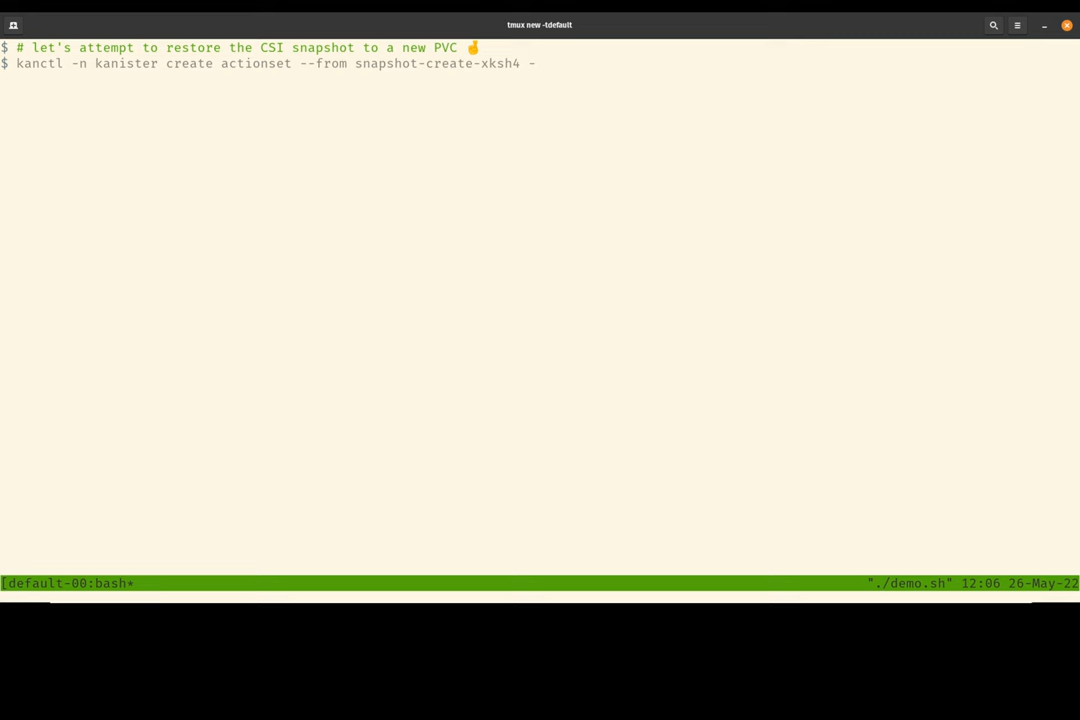 tmux new -tdefault
$ # let's attempt to restore the CSI snapshot to a new PVC 🤞
$ kanctl -n kanister create actionset --from snapshot-create-xksh4 -
[default-00:bash* "./demo.sh" 12:06 26-May-22